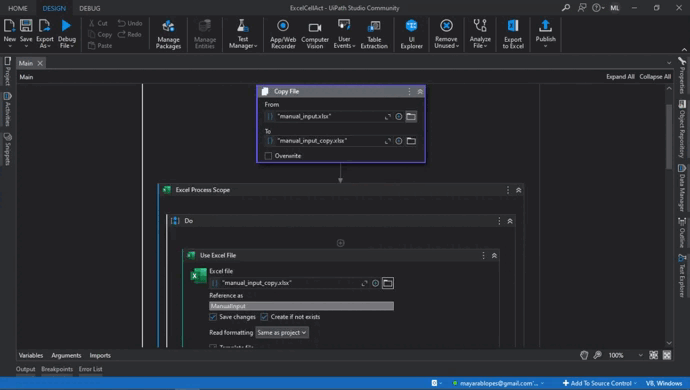 ExcelCellAct - UiPath Studio Community
ML
HOME
DESIGN
DEBUG
New
Save
Export As
Debug File
Cut
Copy
Paste
Undo
Redo
Manage Packages
Manage Entities
Test Manager
App/Web Recorder
Computer Vision
User Events
Table Extraction
UI Explorer
Remove Unused
Analyze File
Export to Excel
Publish
Main
Main
Expand All Collapse All
Project
Activities
Snippets
Copy File
From
"manual_input.xlsx"
To
"manual_input_copy.xlsx"
Overwrite
Excel Process Scope
Do
Use Excel File
Excel file
"manual_input_copy.xlsx"
Reference as
ManualInput
Save changes
Create if not exists
Read formatting Same as project
Template file
Properties
Object Repository
Data Manager
Outline
Test Explorer
Variables Arguments Imports
100%
Output Breakpoints Error List
0
mayarablopes@gmail.com'...
Add To Source Control
VB, Windows